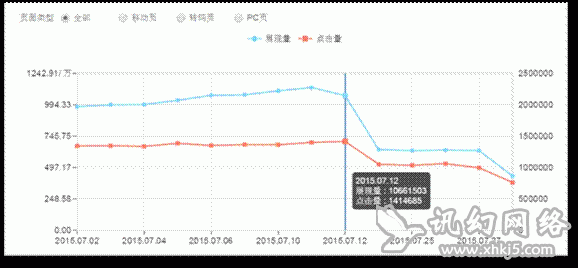 页面类型 全部 移动页 转码页 PC页
展现量 点击量
1242.91/万 2500000
994.33 2000000
745.75 1500000
497.17 1000000
2015.07.12
展现量:10661503
点击量:1414685
248.58 500000
0.00 0
2015.07.02 2015.07.04 2015.07.06 2015.07.10 2015.07.12 2015.07.25 2015.07.27
讯幻网络
www.xhkj5.com